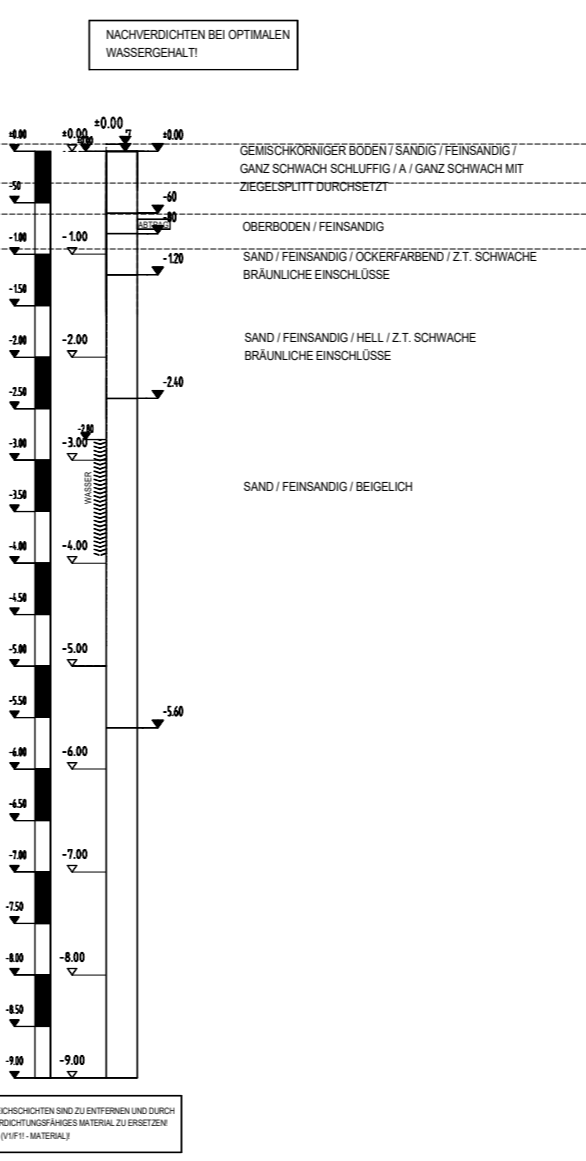 NACHVERDICHTEN BEI OPTIMALEN
WASSERGEHALT!
±0.00
±0.00
±0.00
7
±0.00
GEMISCHKÖRNIGER BODEN / SANDIG / FEINSANDIG /
GANZ SCHWACH SCHLUFFIG / A / GANZ SCHWACH MIT
ZIEGELSPLITT DURCHSETZT
-50
-60
-80
ABTRAG
OBERBODEN / FEINSANDIG
-1.00
-1.00
-1.20
SAND / FEINSANDIG / OCKERFARBEND / Z.T. SCHWACHE
BRÄUNLICHE EINSCHLÜSSE
-1.50
-2.00
-2.00
SAND / FEINSANDIG / HELL / Z.T. SCHWACHE
BRÄUNLICHE EINSCHLÜSSE
-2.40
-2.50
-2.80
-3.00
-3.00
WASSER
SAND / FEINSANDIG / BEIGELICH
-3.50
-4.00
-4.00
-4.50
-5.00
-5.00
-5.50
-5.60
-6.00
-6.00
-6.50
-7.00
-7.00
-7.50
-8.00
-8.00
-8.50
-9.00
-9.00
EICHSCHICHTEN SIND ZU ENTFERNEN UND DURCH
RDICHTUNGSFÄHIGES MATERIAL ZU ERSETZEN!
(V1/F1! - MATERIAL)!